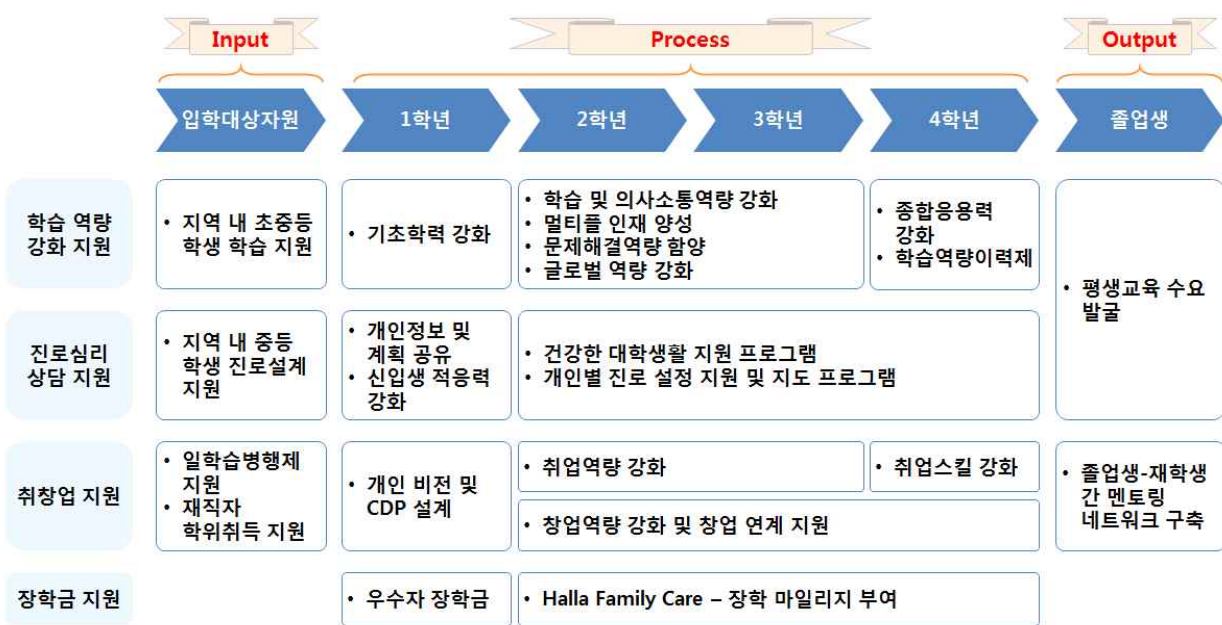 Input
Process
Output
입학대상자원
1학년
2학년
3학년
4학년
졸업생
학습 역량
강화 지원
• 지역 내 초중등
학생 학습 지원
• 기초학력 강화
• 학습 및 의사소통역량 강화
• 멀티플 인재 양성
• 문제해결역량 함양
• 글로벌 역량 강화
• 종합응용력
강화
• 학습역량이력제
• 평생교육 수요
발굴
진로심리
상담 지원
• 지역 내 중등
학생 진로설계
지원
• 개인정보 및
계획 공유
• 신입생 적응력
강화
• 건강한 대학생활 지원 프로그램
• 개인별 진로 설정 지원 및 지도 프로그램
취창업 지원
• 일학습병행제
지원
• 재직자
학위취득 지원
• 개인 비전 및
CDP 설계
• 취업역량 강화
• 취업스킬 강화
• 창업역량 강화 및 창업 연계 지원
• 졸업생-재학생
간 멘토링
네트워크 구축
장학금 지원
• 우수자 장학금
• Halla Family Care – 장학 마일리지 부여